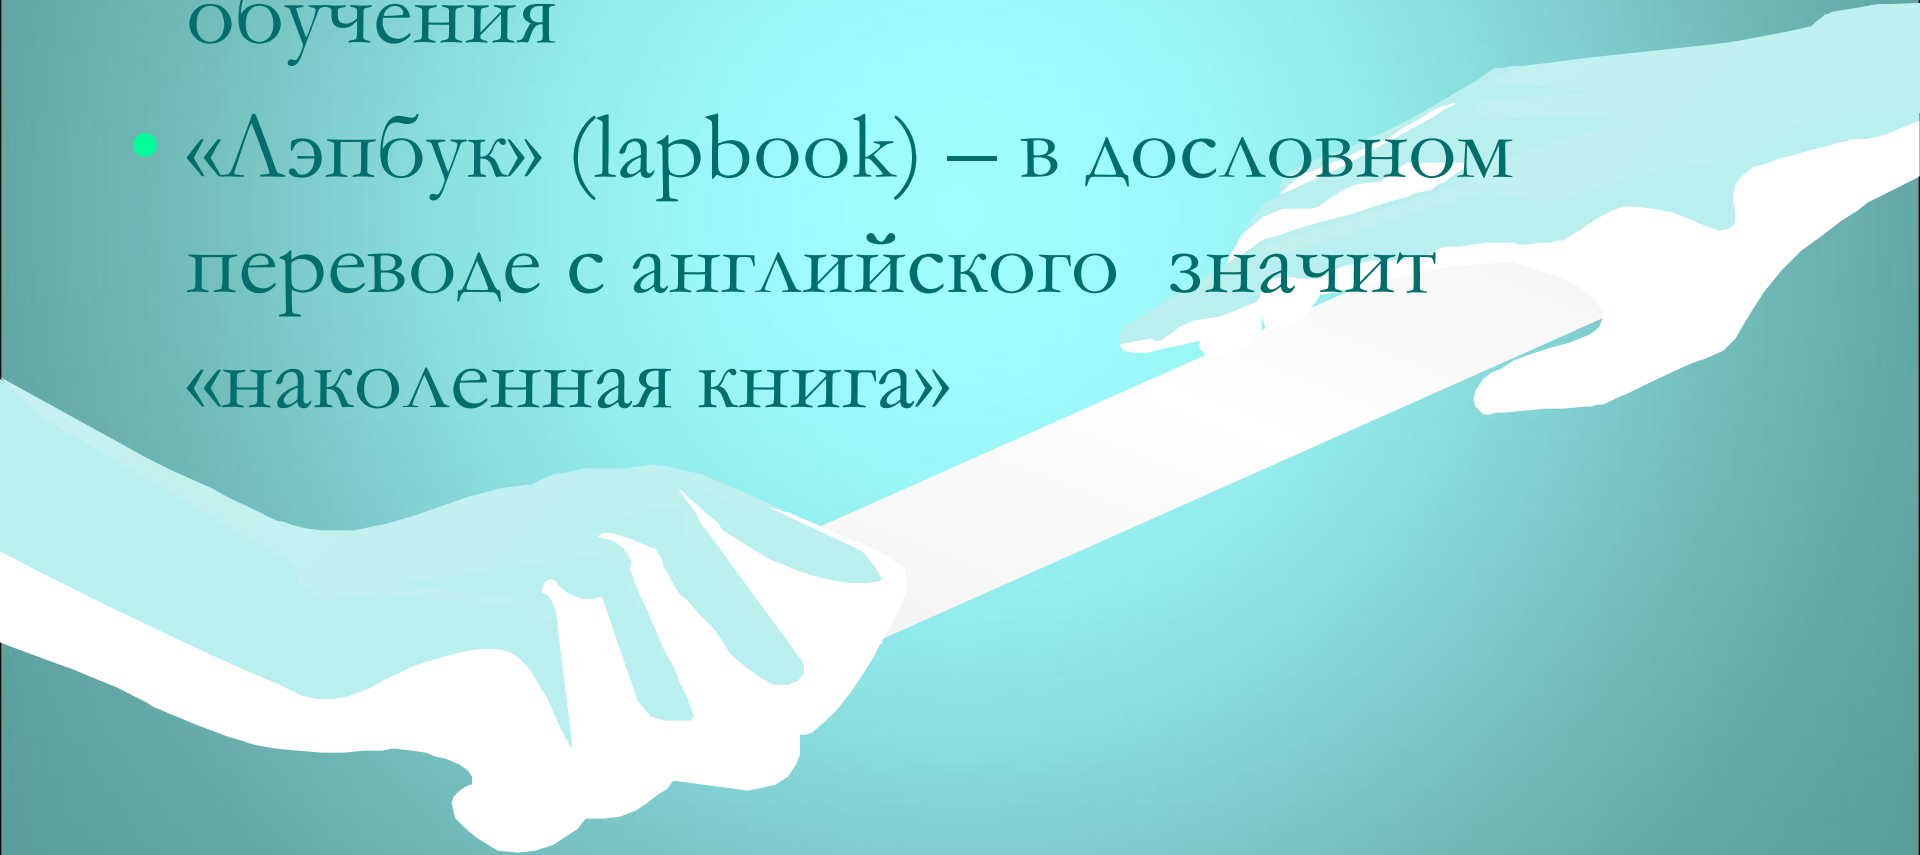 обучения
«Лэпбук» (lapbook) – в дословном
переводе с английского значит
«наколенная книга»